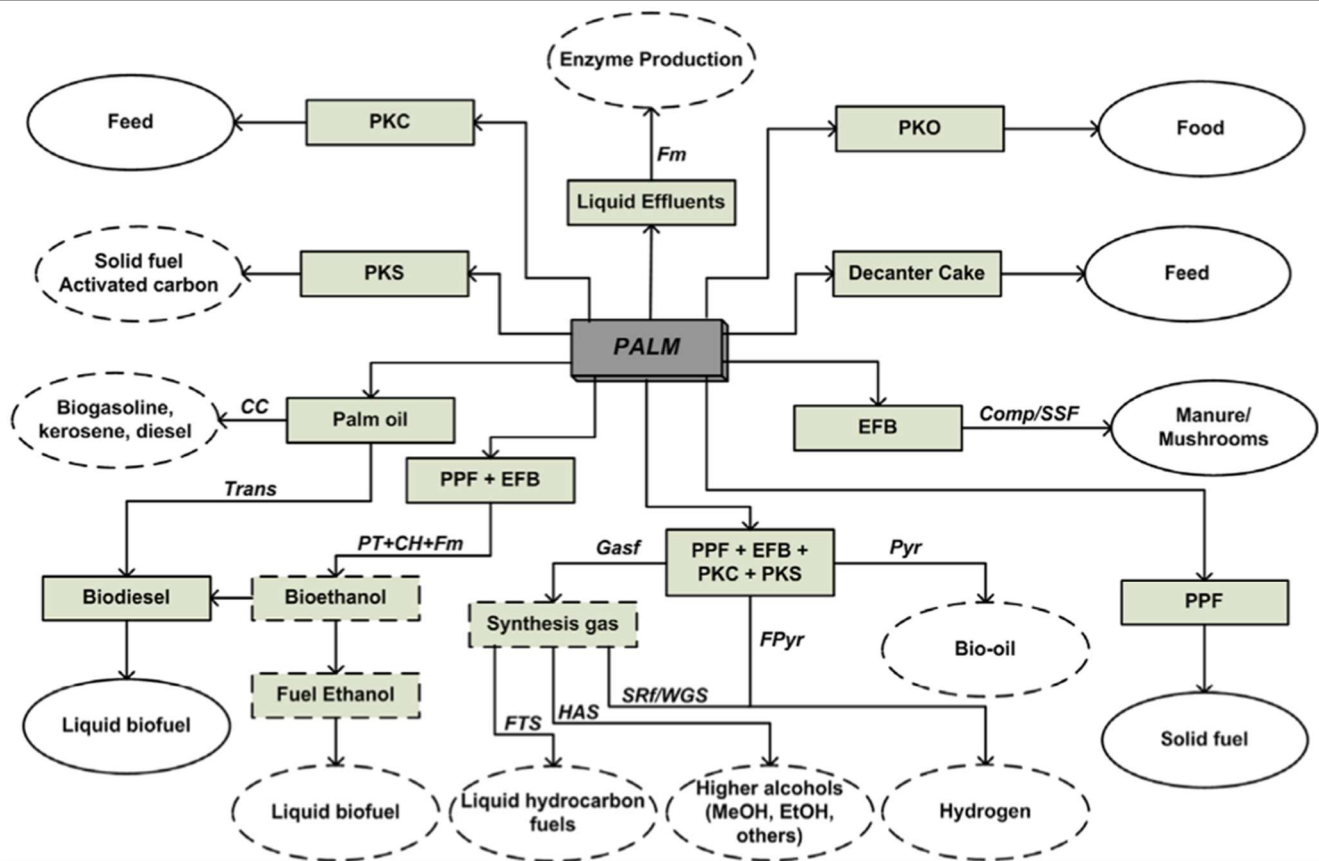 Enzyme Production
Feed
PKC
PKO
Food
Fm
Liquid Effluents
Solid fuel
Activated carbon
PKS
Decanter Cake
Feed
PALM
Biogasoline,
kerosene, diesel
CC
Palm oil
EFB
Comp/SSF
Manure/
Mushrooms
PPF + EFB
Trans
PT+CH+Fm
Gasf
PPF + EFB +
PKC + PKS
Pyr
Biodiesel
Bioethanol
Synthesis gas
PPF
FPyr
Bio-oil
Fuel Ethanol
SRf/WGS
HAS
FTS
Liquid biofuel
Solid fuel
Liquid biofuel
Liquid hydrocarbon
fuels
Higher alcohols
(MeOH, EtOH,
others)
Hydrogen